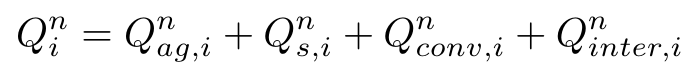 Q_i^n = Q_{ag,i}^n + Q_{s,i}^n + Q_{conv,i}^n + Q_{inter,i}^n